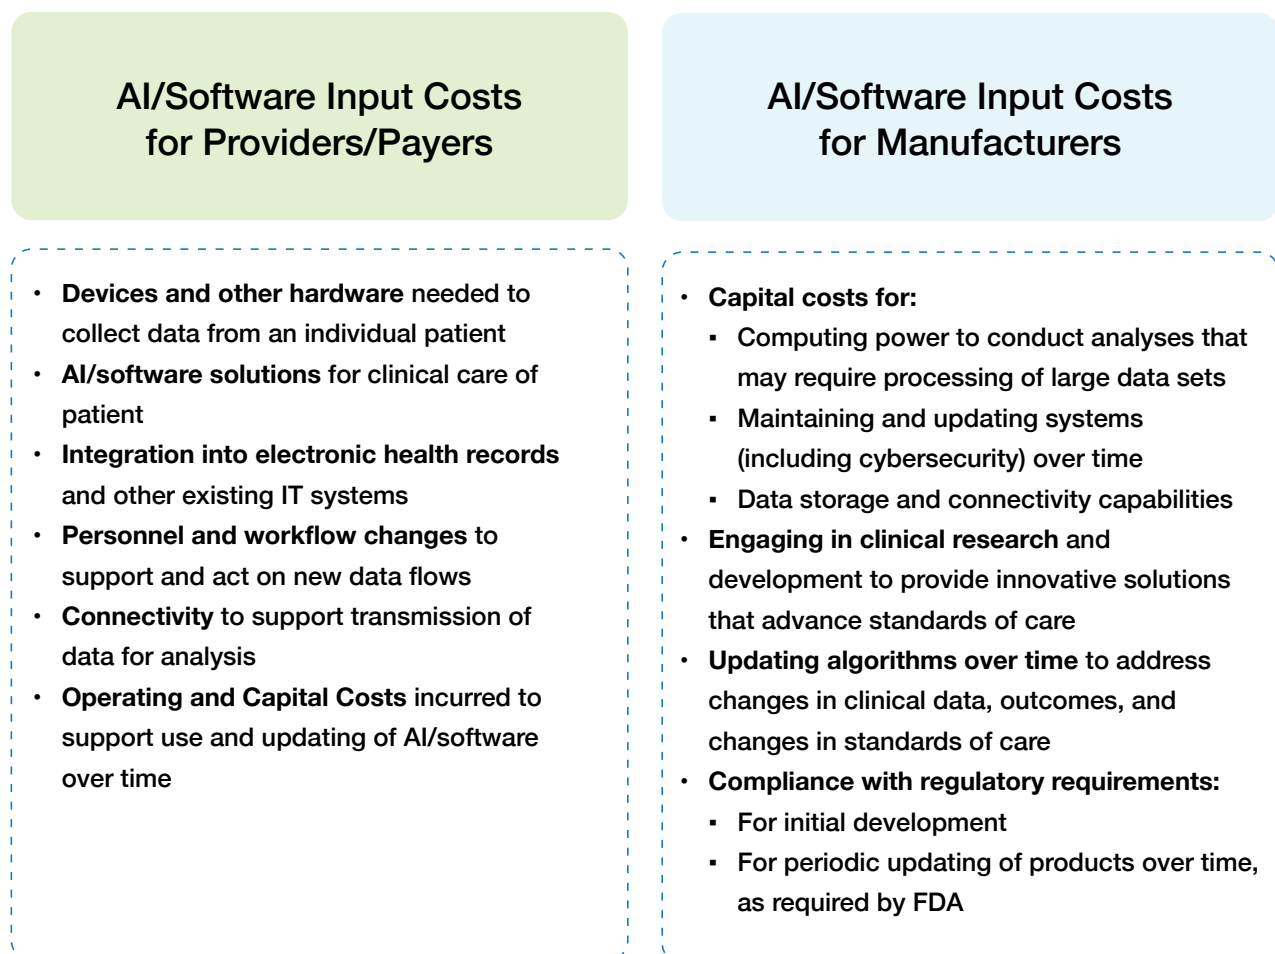 AI/Software Input Costs
for Providers/Payers
• Devices and other hardware needed to
collect data from an individual patient
• AI/software solutions for clinical care of
patient
• Integration into electronic health records
and other existing IT systems
• Personnel and workflow changes to
support and act on new data flows
• Connectivity to support transmission of
data for analysis
• Operating and Capital Costs incurred to
support use and updating of AI/software
over time
AI/Software Input Costs
for Manufacturers
• Capital costs for:
▪ Computing power to conduct analyses that
may require processing of large data sets
▪ Maintaining and updating systems
(including cybersecurity) over time
▪ Data storage and connectivity capabilities
• Engaging in clinical research and
development to provide innovative solutions
that advance standards of care
• Updating algorithms over time to address
changes in clinical data, outcomes, and
changes in standards of care
• Compliance with regulatory requirements:
▪ For initial development
▪ For periodic updating of products over time,
as required by FDA